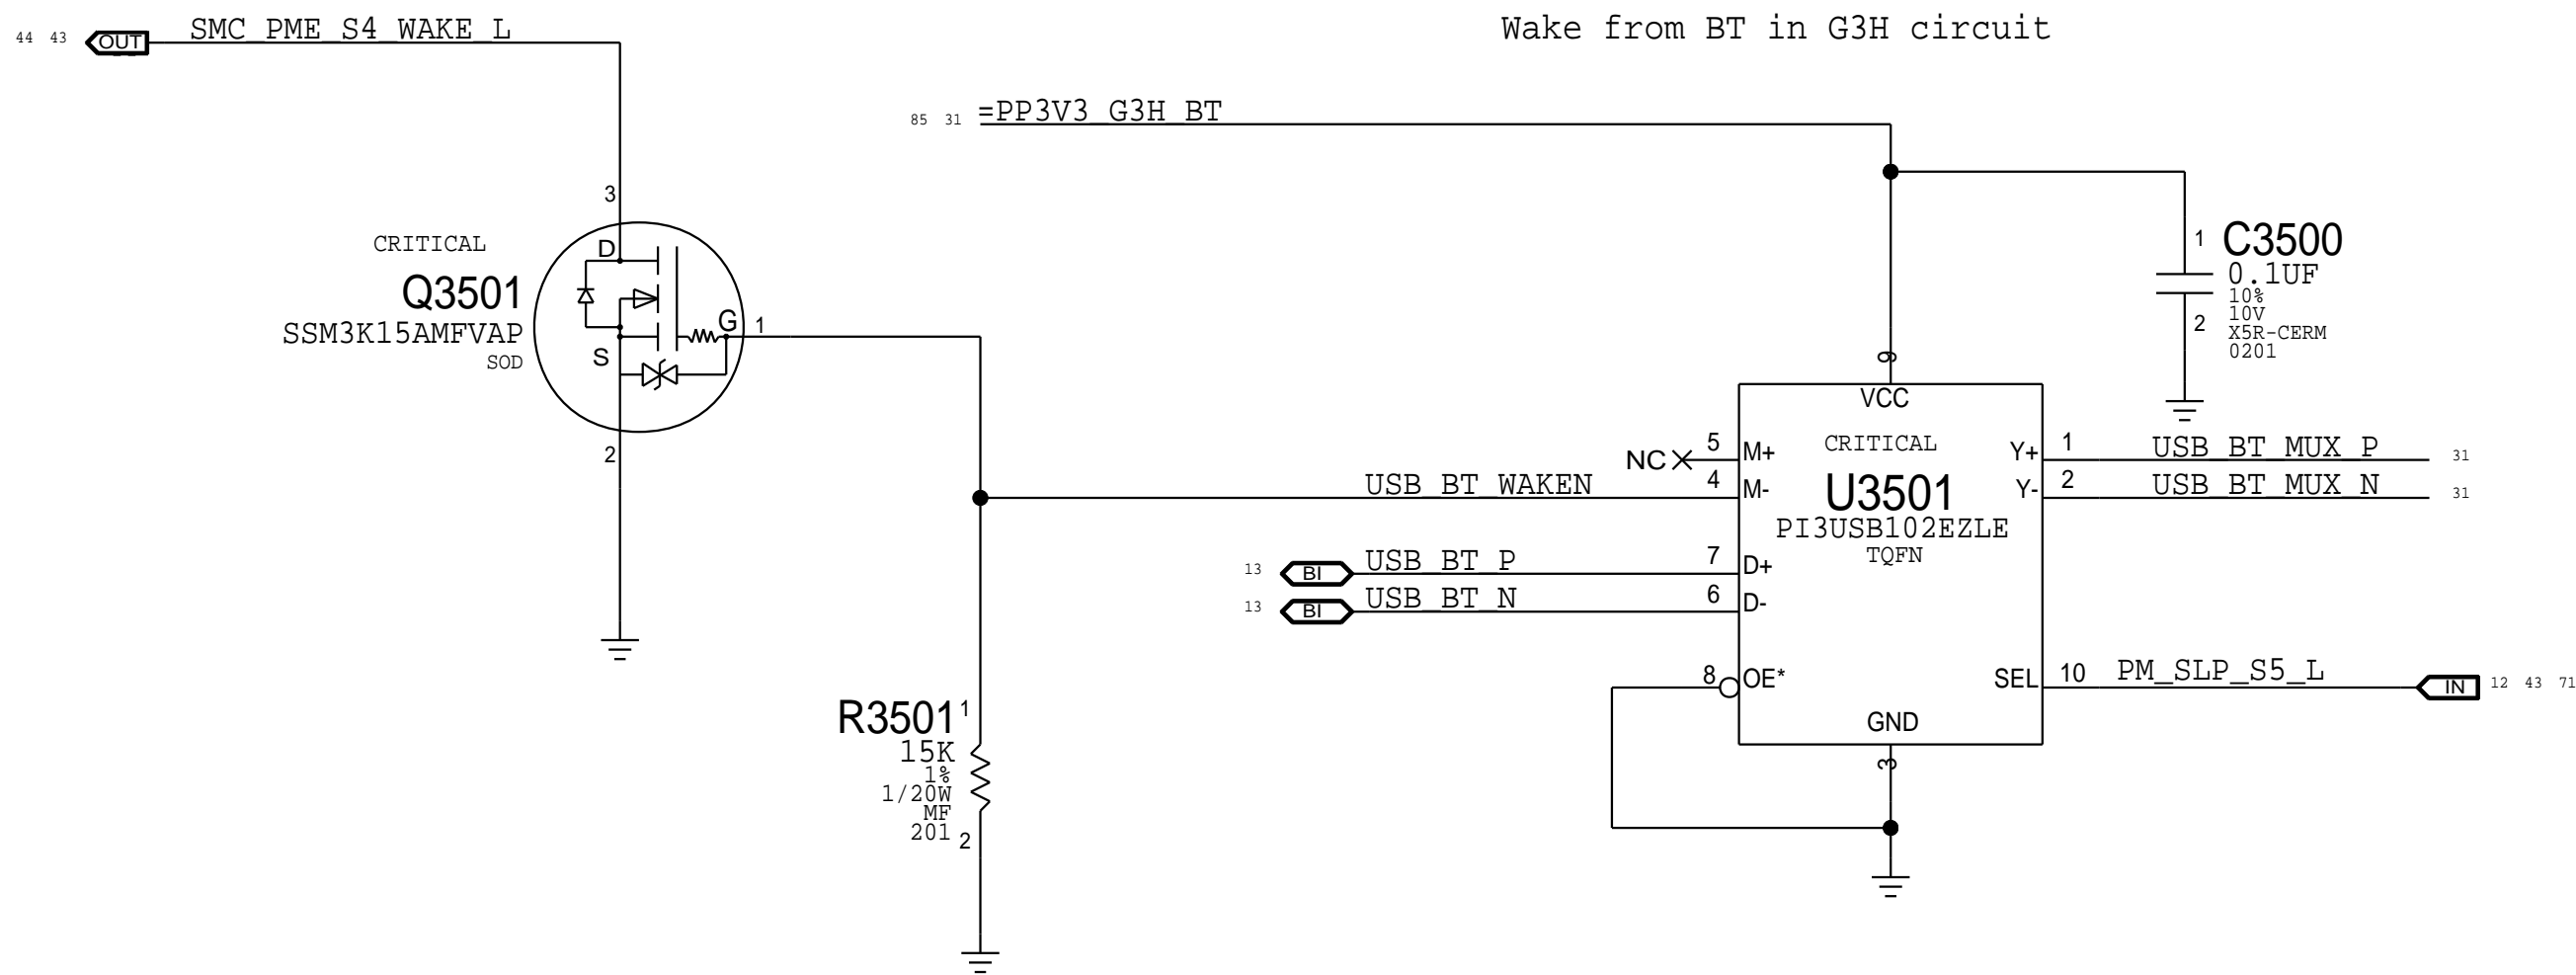 Wake from BT in G3H circuit
44 43 OUT SMC_PME_S4_WAKE_L
85 31 =PP3V3_G3H_BT
3
CRITICAL
Q3501
SSM3K15AMFVAP
SOD
D
S
G
1
2
1
C3500
0.1UF
10%
10V
X5R-CERM
0201
2
9
VCC
CRITICAL
U3501
PI3USB102EZLE
TQFN
NC 5 M+
USB_BT_WAKEN 4 M-
13 BI USB_BT_P 7 D+
13 BI USB_BT_N 6 D-
8 OE*
Y+ 1 USB_BT_MUX_P 31
Y- 2 USB_BT_MUX_N 31
SEL 10 PM_SLP_S5_L IN 12 43 71
GND
3
R3501
1
15K
1%
1/20W
MF
201
2